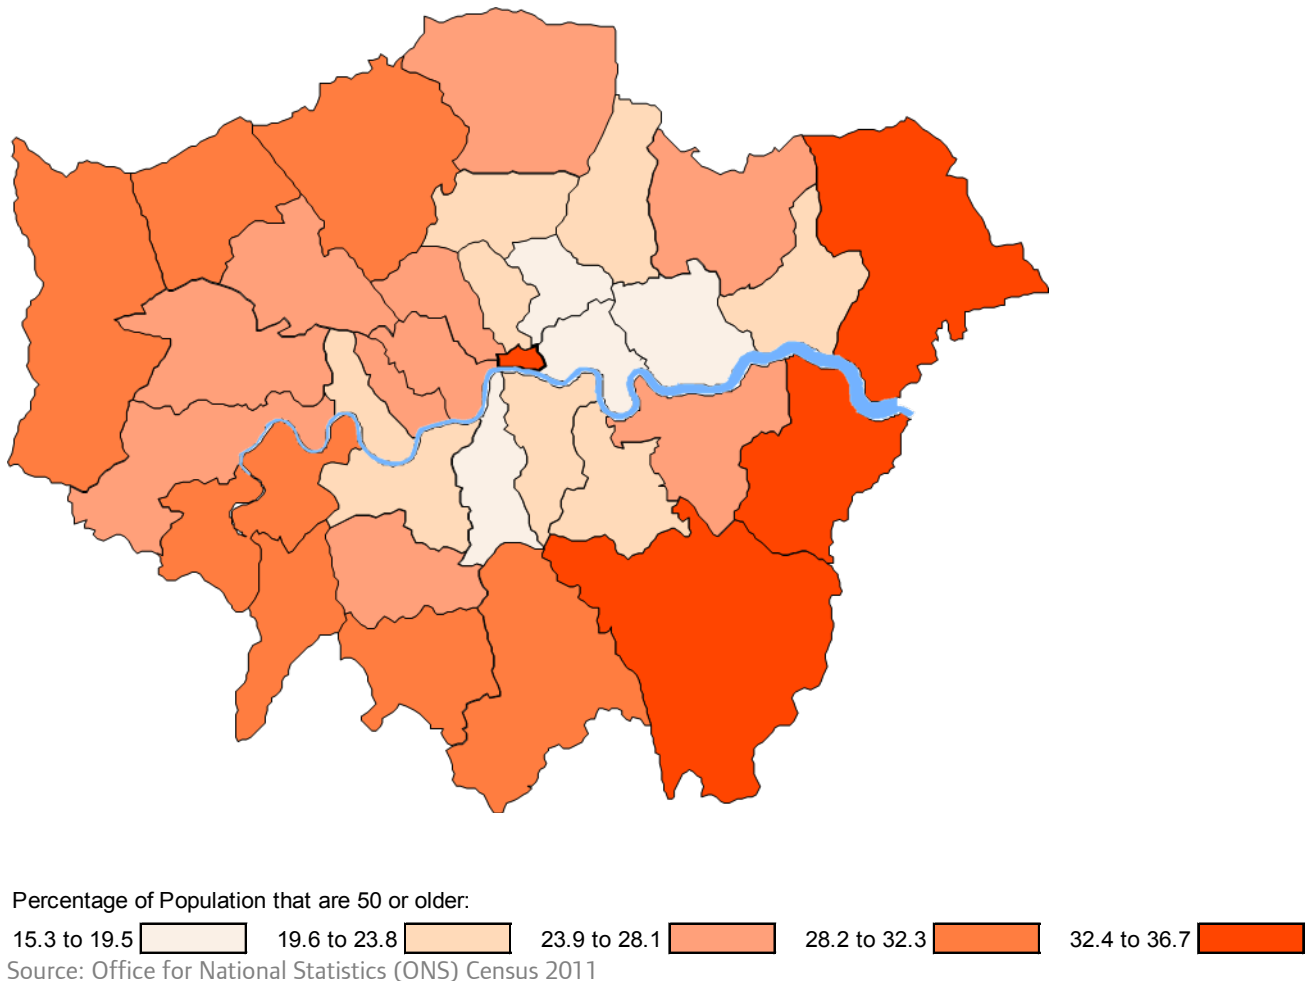 Percentage of Population that are 50 or older:
15.3 to 19.5 19.6 to 23.8 23.9 to 28.1 28.2 to 32.3 32.4 to 36.7
Source: Office for National Statistics (ONS) Census 2011